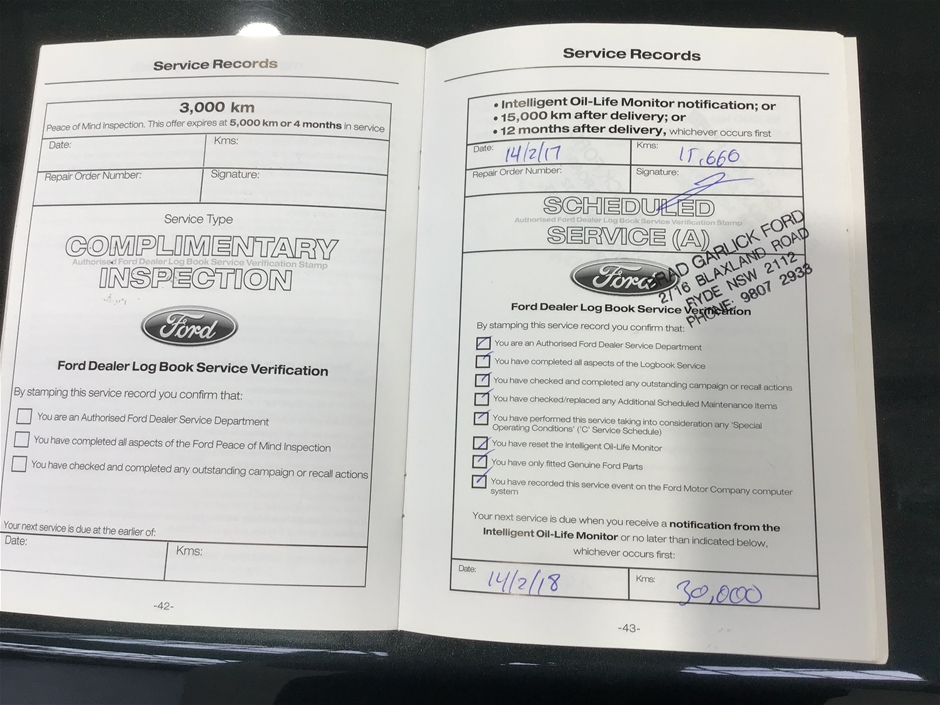 Service Records
3,000 km
Peace of Mind Inspection. This offer expires at 5,000 km or 4 months in service
Date:
Kms:
Repair Order Number:
Signature:
Service Type
COMPLIMENTARY
Authorised Ford Dealer Log Book Service Verification Stamp
INSPECTION
Ford
Ford Dealer Log Book Service Verification
By stamping this service record you confirm that:
You are an Authorised Ford Dealer Service Department
You have completed all aspects of the Ford Peace of Mind Inspection
You have checked and completed any outstanding campaign or recall actions
Your next service is due at the earlier of:
Date:
Kms:
-42-
Service Records
• Intelligent Oil-Life Monitor notification; or
• 15,000 km after delivery; or
• 12 months after delivery, whichever occurs first
Date: 14/2/17
Kms: 15,660
Repair Order Number:
Signature:
SCHEDULED
Authorised Ford Dealer Log Book Service Verification Stamp
SERVICE (A)
RAD GARLICK FORD
2/16 BLAXLAND ROAD
RYDE NSW 2112
PHONE: 9807 2938
Ford
Ford Dealer Log Book Service Verification
By stamping this service record you confirm that:
You are an Authorised Ford Dealer Service Department
You have completed all aspects of the Logbook Service
You have checked and completed any outstanding campaign or recall actions
You have checked/replaced any Additional Scheduled Maintenance Items
You have performed this service taking into consideration any 'Special
Operating Conditions' ('C' Service Schedule)
You have reset the Intelligent Oil-Life Monitor
You have only fitted Genuine Ford Parts
You have recorded this service event on the Ford Motor Company computer
system
Your next service is due when you receive a notification from the
Intelligent Oil-Life Monitor or no later than indicated below,
whichever occurs first:
Date: 14/2/18
Kms: 30,000
-43-